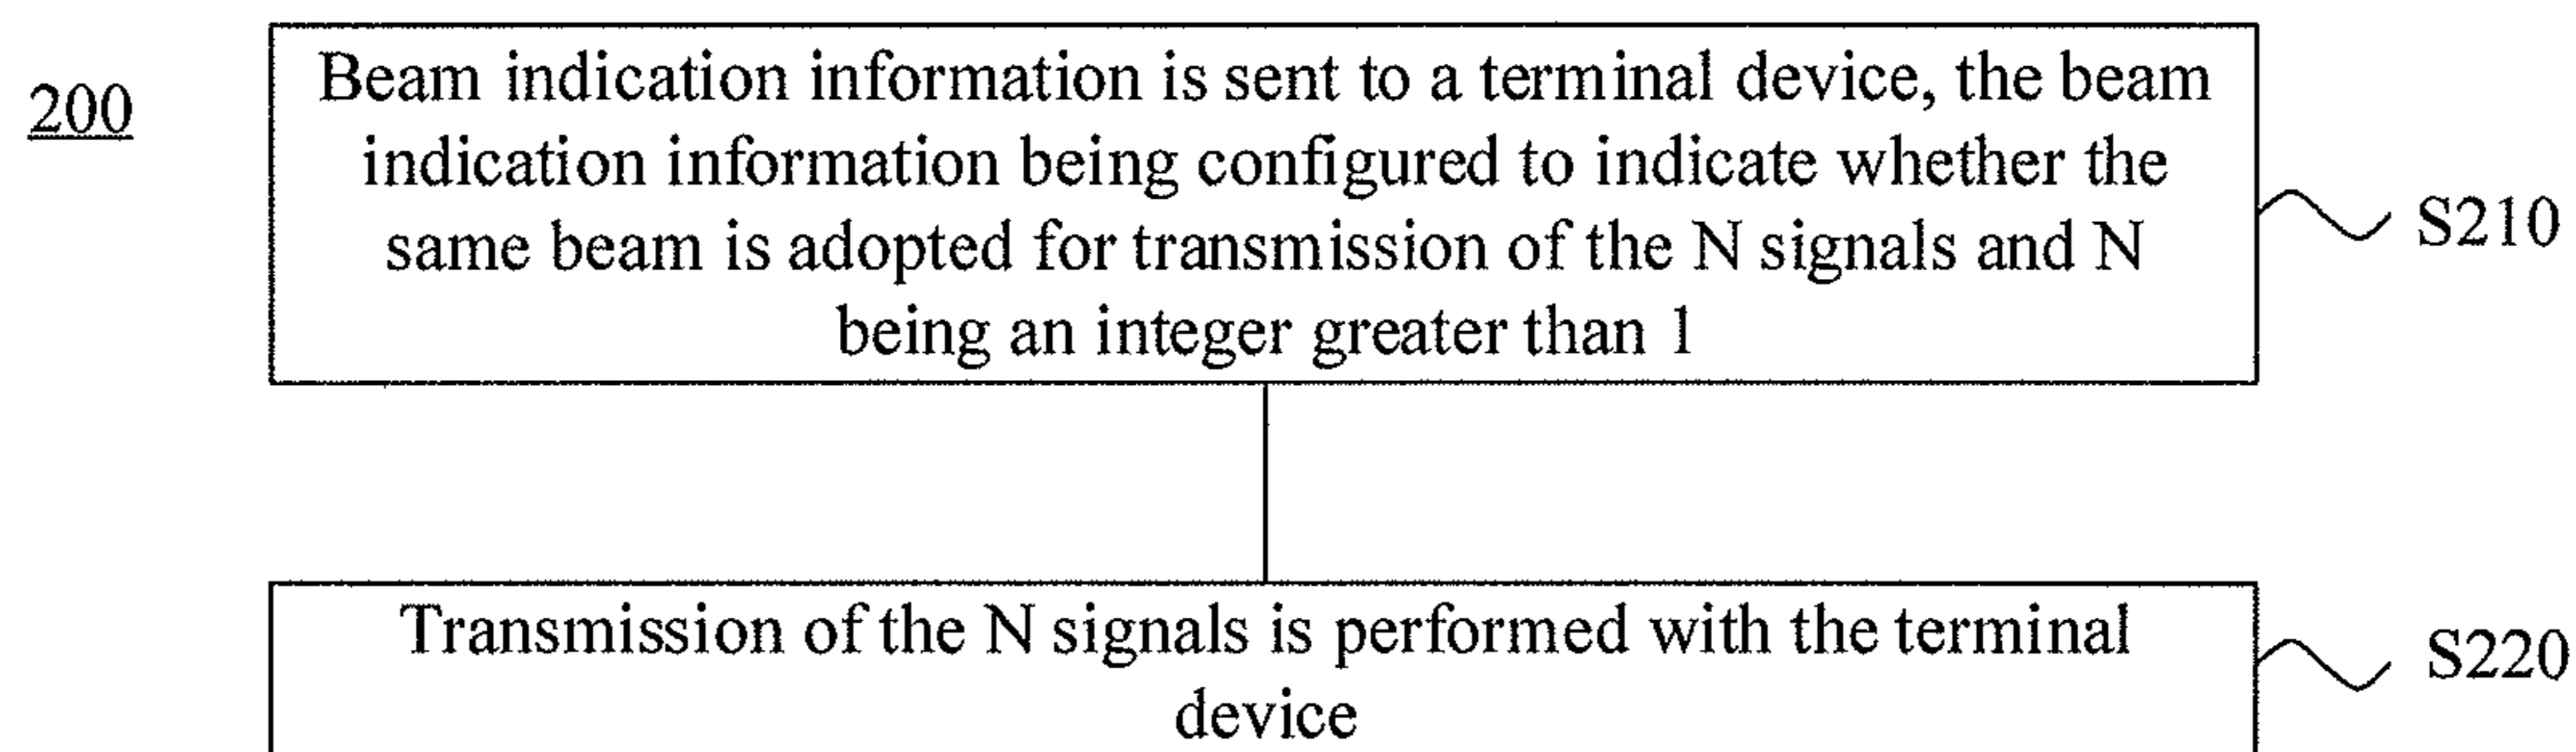 200
Beam indication information is sent to a terminal device, the beam
indication information being configured to indicate whether the
same beam is adopted for transmission of the N signals and N
being an integer greater than 1
S210
Transmission of the N signals is performed with the terminal
device
S220